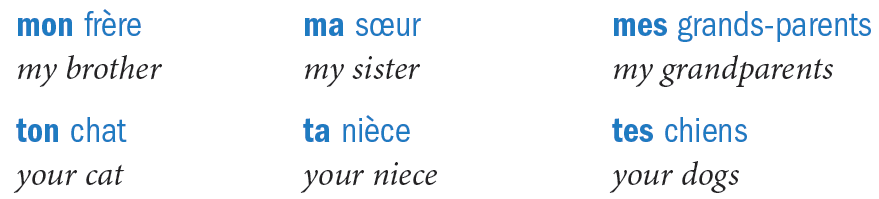 mon frère ma sœur mes grands-parents
my brother my sister my grandparents
ton chat ta nièce tes chiens
your cat your niece your dogs